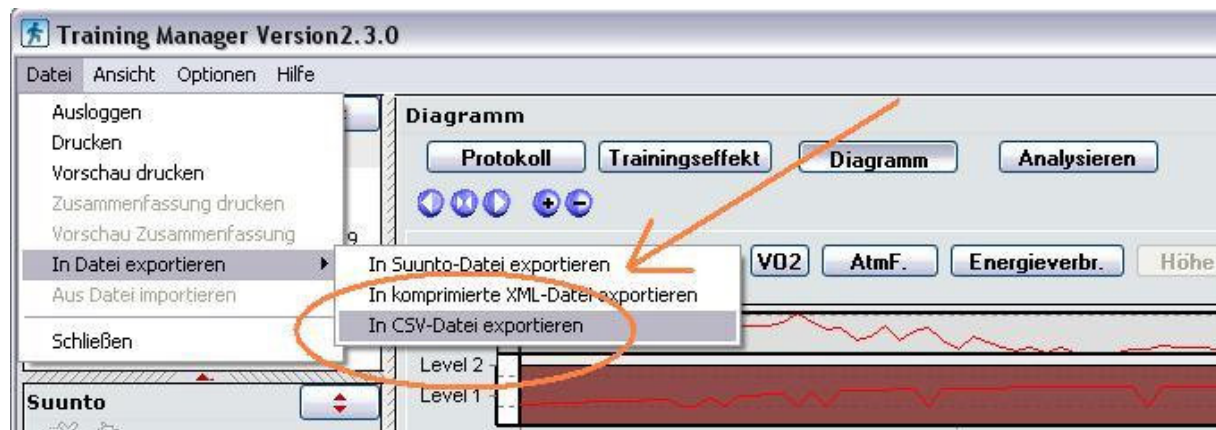 Training Manager Version2.3.0
Datei Ansicht Optionen Hilfe
Ausloggen
Drucken
Vorschau drucken
Zusammenfassung drucken
Vorschau Zusammenfassung
In Datei exportieren
Aus Datei importieren
Schließen
9
In Suunto-Datei exportieren
In komprimierte XML-Datei exportieren
In CSV-Datei exportieren
Diagramm
Protokoll Trainingseffekt Diagramm Analysieren
VO2 AtmF. Energieverbr. Höhe
Level 2
Level 1
Suunto